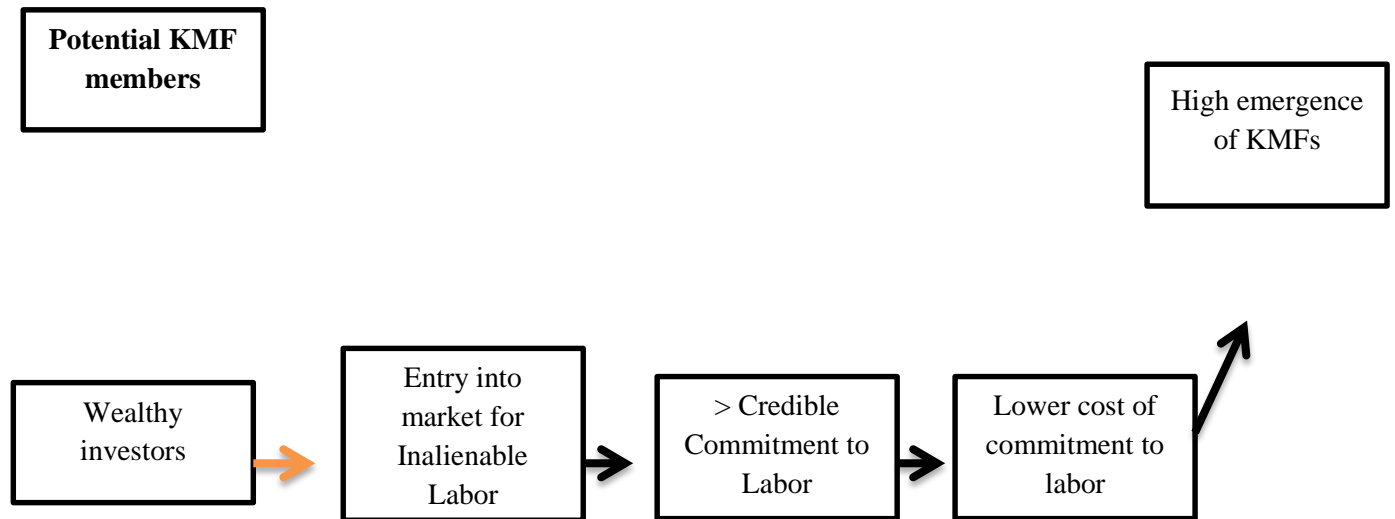 Potential KMF
members
High emergence
of KMFs
Wealthy
investors
Entry into
market for
Inalienable
Labor
> Credible
Commitment to
Labor
Lower cost of
commitment to
labor